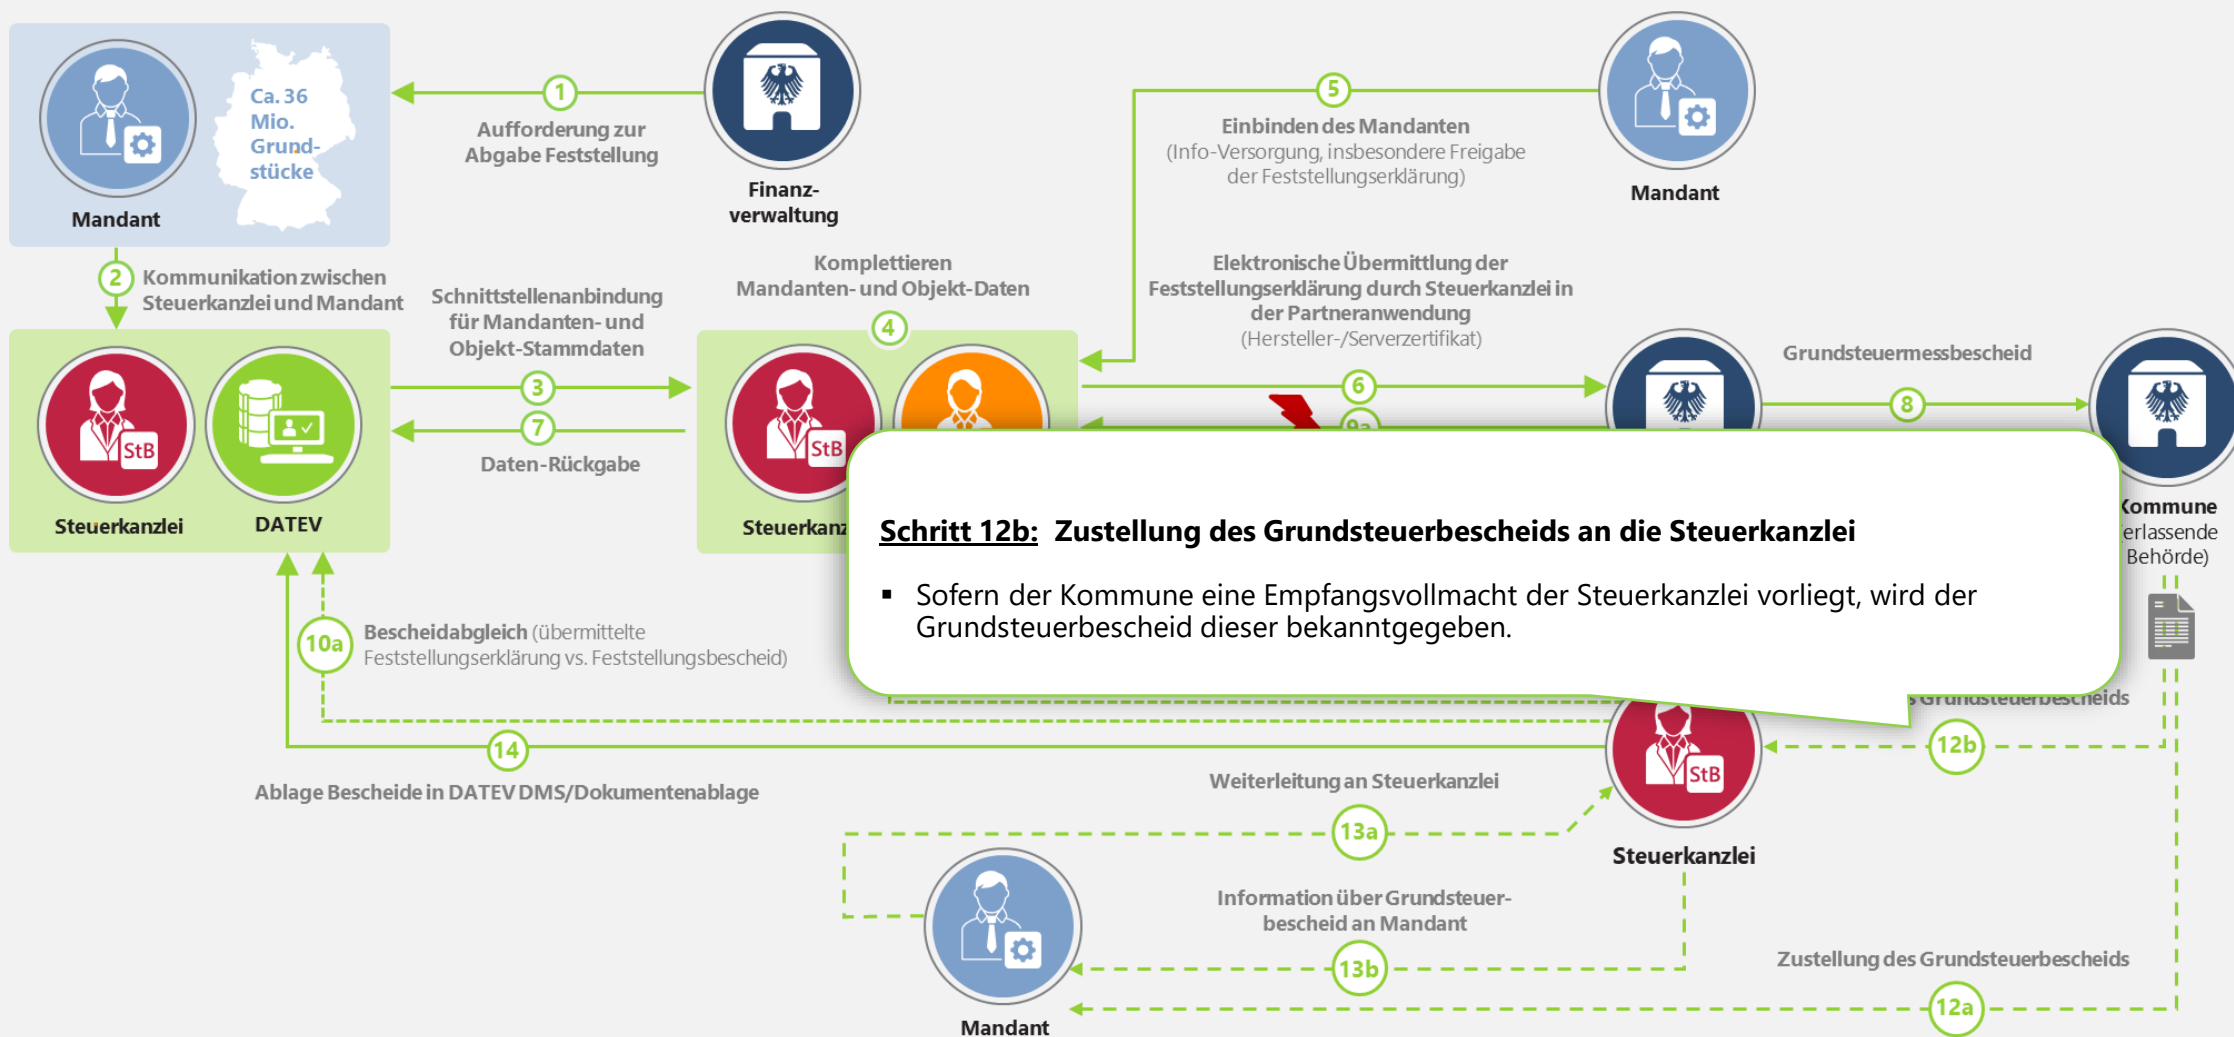 Ca. 36
Mio.
Grund-
stücke
Mandant
1
Aufforderung zur
Abgabe Feststellung
Finanz-
verwaltung
5
Einbinden des Mandanten
(Info-Versorgung, insbesondere Freigabe
der Feststellungserklärung)
Mandant
2
Kommunikation zwischen
Steuerkanzlei und Mandant
Schnittstellenanbindung
für Mandanten- und
Objekt-Stammdaten
3
7
Daten-Rückgabe
Komplettieren
Mandanten- und Objekt-Daten
4
Elektronische Übermittlung der
Feststellungserklärung durch Steuerkanzlei in
der Partneranwendung
(Hersteller-/Serverzertifikat)
6
9a
Grundsteuermessbescheid
8
StB
Steuerkanzlei
DATEV
StB
Steuerkanz
Kommune
erlassende
Behörde)
Schritt 12b: Zustellung des Grundsteuerbescheids an die Steuerkanzlei
▪ Sofern der Kommune eine Empfangsvollmacht der Steuerkanzlei vorliegt, wird der
Grundsteuerbescheid dieser bekanntgegeben.
10a
Bescheidabgleich (übermittelte
Feststellungserklärung vs. Feststellungsbescheid)
s Grundsteuerbescheids
12b
14
Ablage Bescheide in DATEV DMS/Dokumentenablage
StB
Steuerkanzlei
Weiterleitung an Steuerkanzlei
13a
Information über Grundsteuer-
bescheid an Mandant
13b
Zustellung des Grundsteuerbescheids
12a
Mandant